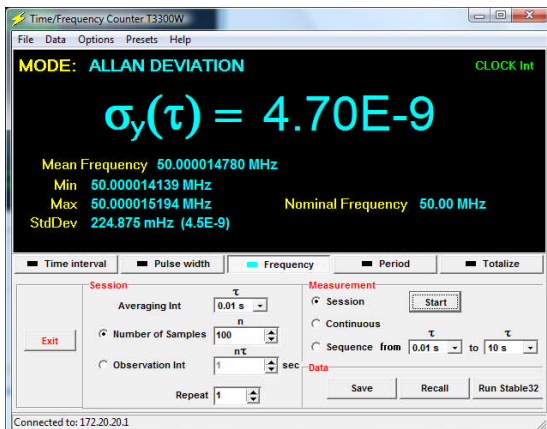 Time/Frequency Counter T3300W
File Data Options Presets Help
MODE: ALLAN DEVIATION CLOCK Int
σy(τ) = 4.70E-9
Mean Frequency 50.000014780 MHz
Min 50.000014139 MHz
Max 50.000015194 MHz Nominal Frequency 50.00 MHz
StdDev 224.875 mHz (4.5E-9)
Time interval Pulse width Frequency Period Totalize
Session Measurement
τ
Averaging Int 0.01 s Session Start
n
Number of Samples 100 Continuous
τ τ
Exit Sequence from 0.01 s to 10 s
nτ
Observation Int 1 sec Data
Repeat 1 Save Recall Run Stable32
Connected to: 172.20.20.1